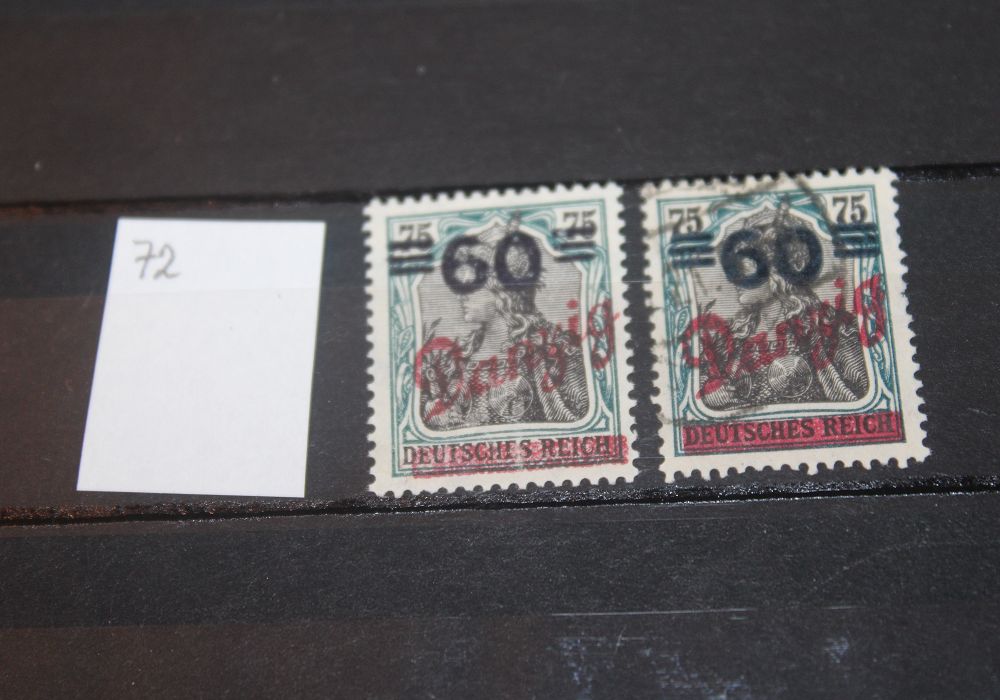 72
75 75
60
Danzig
DEUTSCHES REICH
75 75
60
Danzig
DEUTSCHES REICH